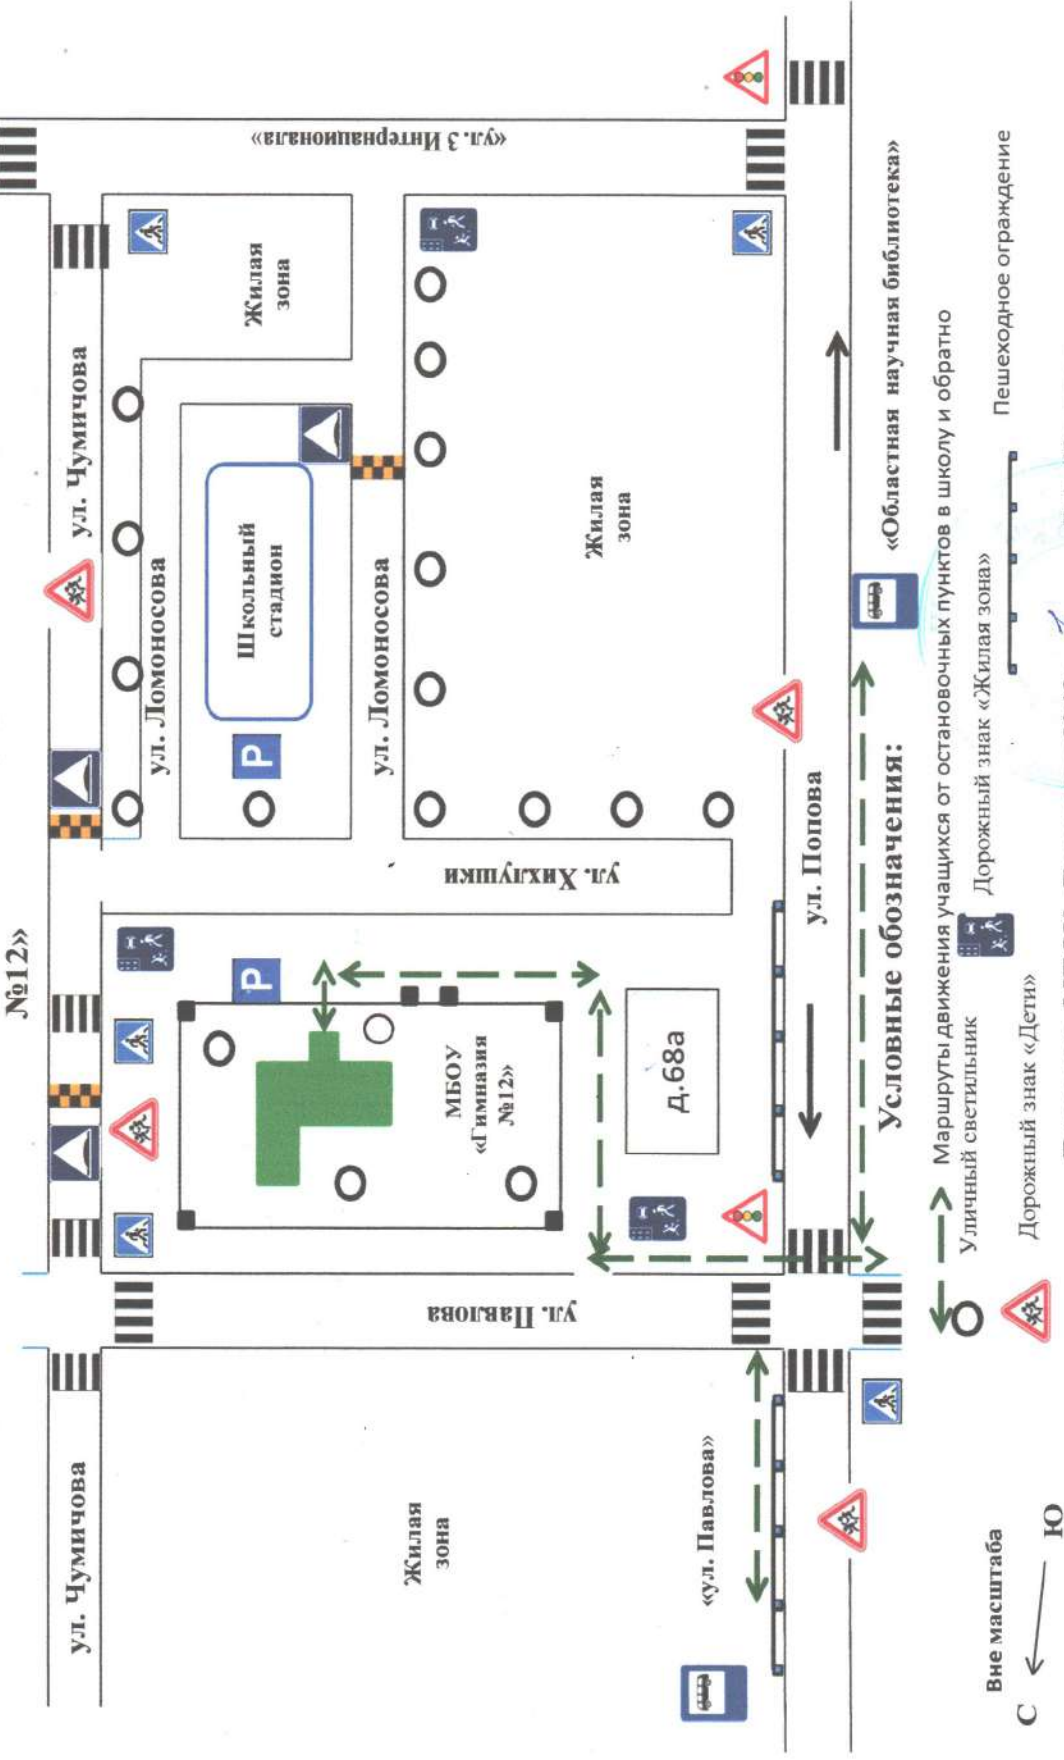 №12»
ул. Чумичова
ул. Чумичова
«ул. 3 Интернационала»
Жилая
зона
ул. Ломоносова
Школьный
стадион
P
ул. Ломоносова
Жилая
зона
ул. Хихлушки
P
МБОУ
«Гимназия
№12»
д.68а
ул. Павлова
Жилая
зона
«ул. Павлова»
ул. Попова
«Областная научная библиотека»
Условные обозначения:
Маршруты движения учащихся от остановочных пунктов в школу и обратно
Уличный светильник
Дорожный знак «Жилая зона»
Дорожный знак «Дети»
Пешеходное ограждение
Вне масштаба
С
Ю